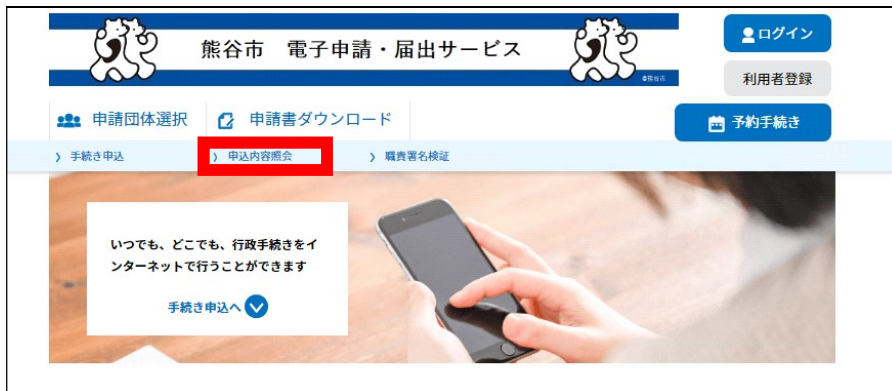 熊谷市 電子申請・届出サービス
©熊谷市
ログイン
利用者登録
申請団体選択
申請書ダウンロード
予約手続き
手続き申込
申込内容照会
職責署名検証
いつでも、どこでも、行政手続きをイ
ンターネットで行うことができます
手続き申込へ